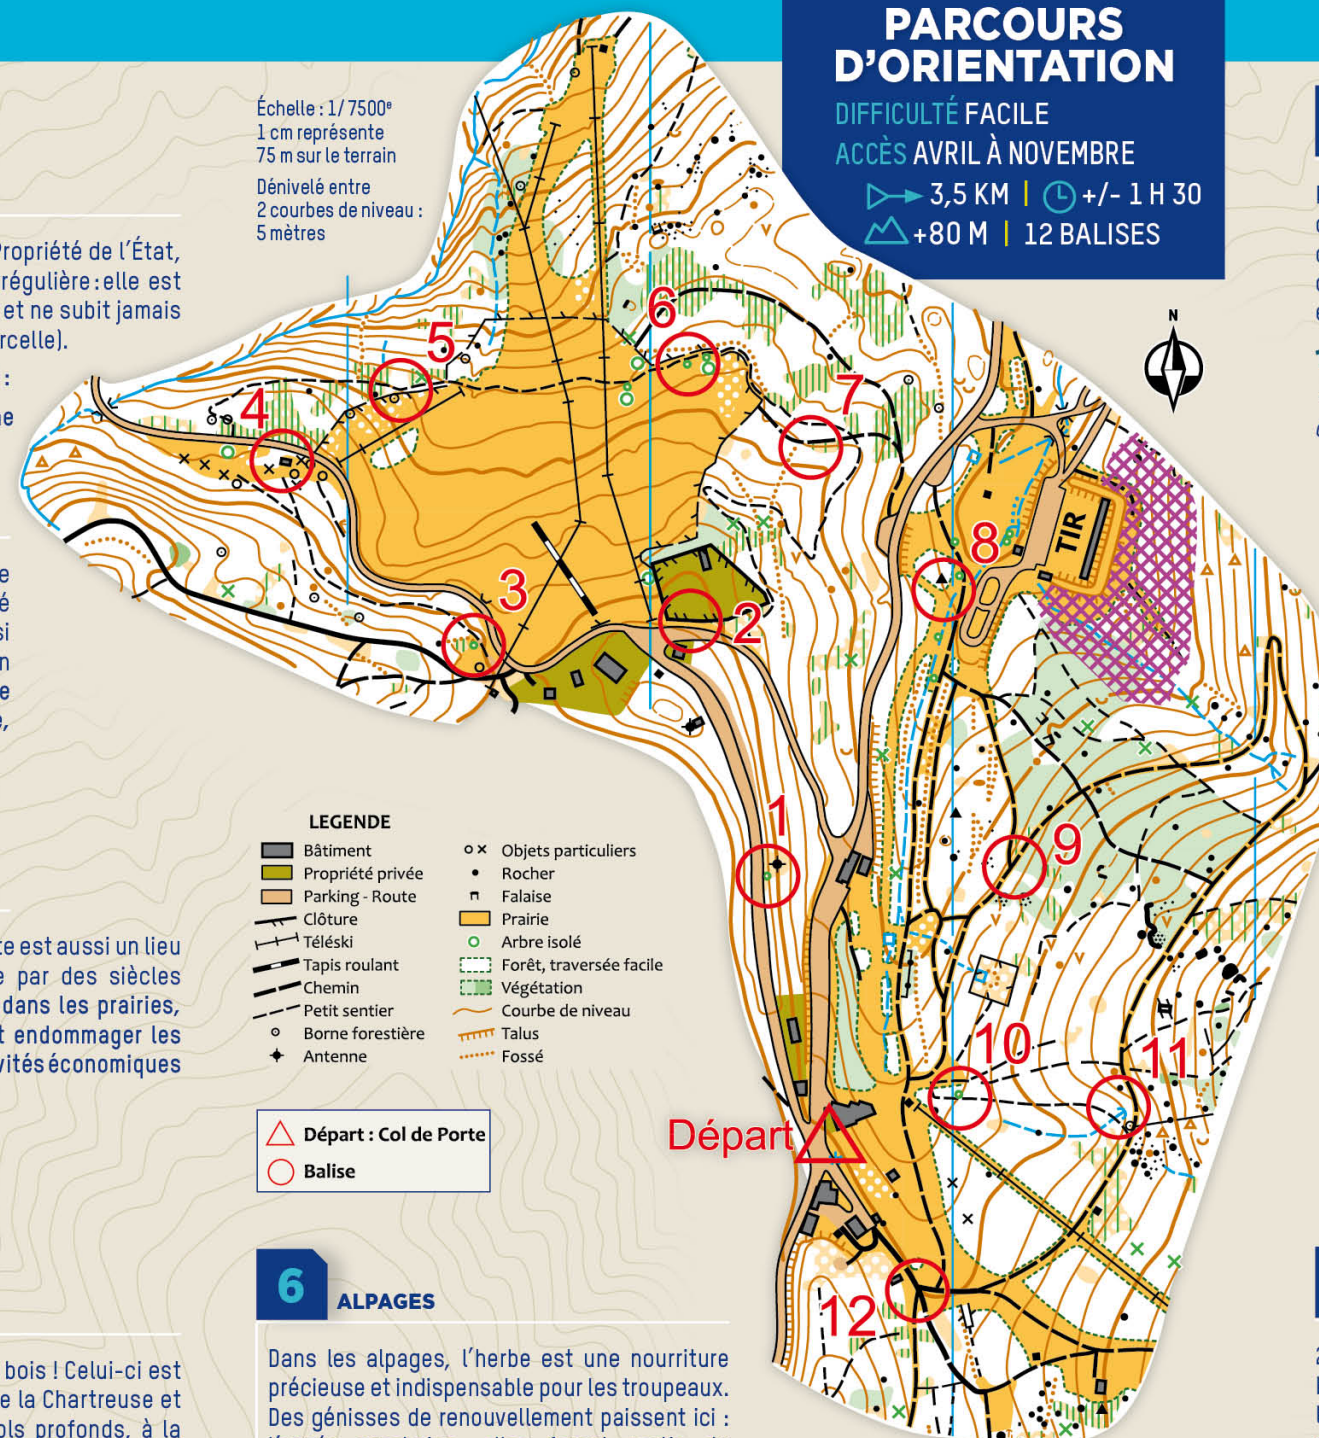 PARCOURS
D'ORIENTATION
DIFFICULTÉ FACILE
ACCÈS AVRIL À NOVEMBRE
3,5 KM | +/- 1 H 30
+80 M | 12 BALISES
Échelle : 1/ 7500e
1 cm représente
75 m sur le terrain
Dénivelé entre
2 courbes de niveau :
5 mètres
Propriété de l'État,
régulière : elle est
et ne subit jamais
rcelle).
:
N
6
5
7
4
TIR
8
3
2
1
9
10
11
Départ
12
LEGENDE
Bâtiment
Propriété privée
Parking - Route
Clôture
Téléski
Tapis roulant
Chemin
Petit sentier
Borne forestière
Antenne
Objets particuliers
Rocher
Falaise
Prairie
Arbre isolé
Forêt, traversée facile
Végétation
Courbe de niveau
Talus
Fossé
te est aussi un lieu
e par des siècles
dans les prairies,
t endommager les
vités économiques
Départ : Col de Porte
Balise
bois ! Celui-ci est
e la Chartreuse et
ols profonds, à la
6
ALPAGES
Dans les alpages, l'herbe est une nourriture
précieuse et indispensable pour les troupeaux.
Des génisses de renouvellement paissent ici :